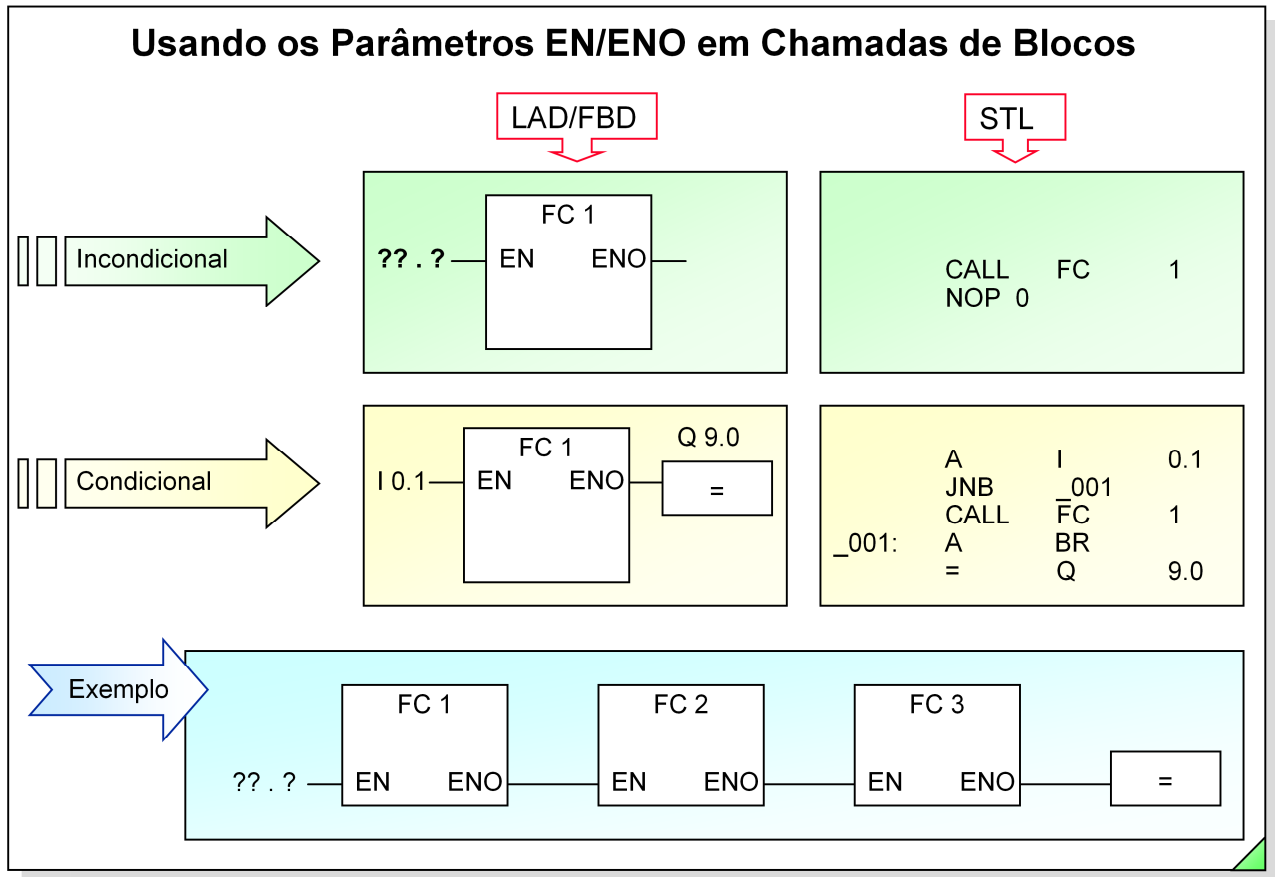 Usando os Parâmetros EN/ENO em Chamadas de Blocos
LAD/FBD
STL
Incondicional
FC 1
?? . ? EN ENO
CALL FC 1
NOP 0
Condicional
FC 1
Q 9.0
I 0.1 EN ENO =
A I 0.1
JNB _001
CALL FC 1
_001: A BR
= Q 9.0
Exemplo
FC 1 FC 2 FC 3
?? . ? EN ENO EN ENO EN ENO =